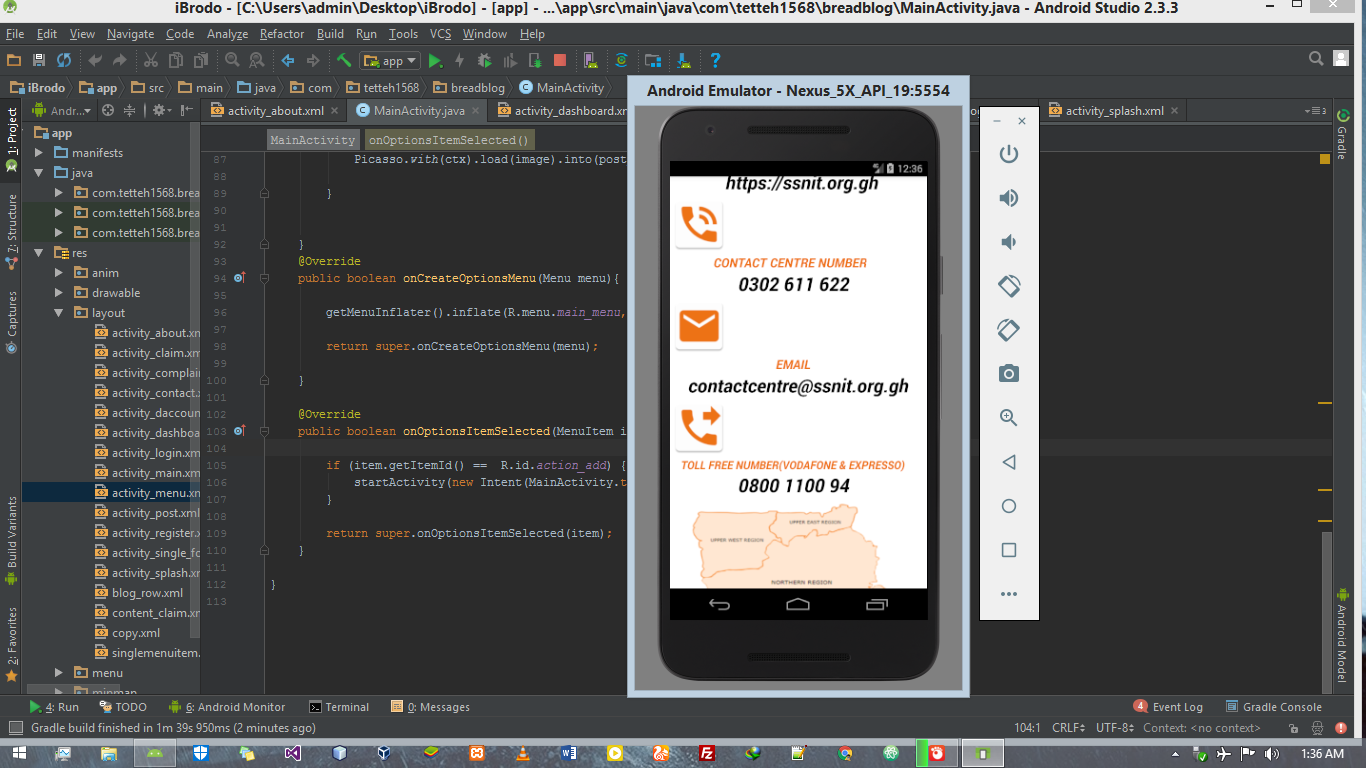 iBrodo - [C:\Users\admin\Desktop\iBrodo] - [app] - ...\app\src\main\java\com\tetteh1568\breadblog\MainActivity.java - Android Studio 2.3.3
File Edit View Navigate Code Analyze Refactor Build Run Tools VCS Window Help
app
iBrodo app src main java com tetteh1568 breadblog MainActivity
Andr... activity_about.xml MainActivity.java activity_dashboard.xm activity_splash.xml
MainActivity onOptionsItemSelected()
1: Project
7: Structure
Captures
Build Variants
2: Favorites
app
manifests
java
com.tetteh1568.brea
com.tetteh1568.brea
com.tetteh1568.brea
res
anim
drawable
layout
activity_about.xm
activity_claim.xm
activity_complain
activity_contact.
activity_daccoun
activity_dashboa
activity_login.xm
activity_main.xm
activity_menu.xm
activity_post.xml
activity_register.
activity_single_fo
activity_splash.xm
blog_row.xml
content_claim.xm
copy.xml
singlemenuitem.
menu
mipmap
87 Picasso.with(ctx).load(image).into(post
88
89 }
90
91
92 }
93 @Override
94 public boolean onCreateOptionsMenu(Menu menu){
95
96 getMenuInflater().inflate(R.menu.main_menu,
97
98 return super.onCreateOptionsMenu(menu);
99
100 }
101
102 @Override
103 public boolean onOptionsItemSelected(MenuItem i
104
105 if (item.getItemId() == R.id.action_add) {
106 startActivity(new Intent(MainActivity.t
107 }
108
109 return super.onOptionsItemSelected(item);
110 }
111
112 }
113
Android Emulator - Nexus_5X_API_19:5554
12:36
https://ssnit.org.gh
CONTACT CENTRE NUMBER
0302 611 622
EMAIL
contactcentre@ssnit.org.gh
TOLL FREE NUMBER(VODAFONE & EXPRESSO)
0800 1100 94
UPPER EAST REGION
UPPER WEST REGION
NORTHERN REGION
Gradle
Android Model
4: Run TODO 6: Android Monitor Terminal 0: Messages 4 Event Log Gradle Console
Gradle build finished in 1m 39s 950ms (2 minutes ago) 104:1 CRLF UTF-8 Context: <no context>
1:36 AM